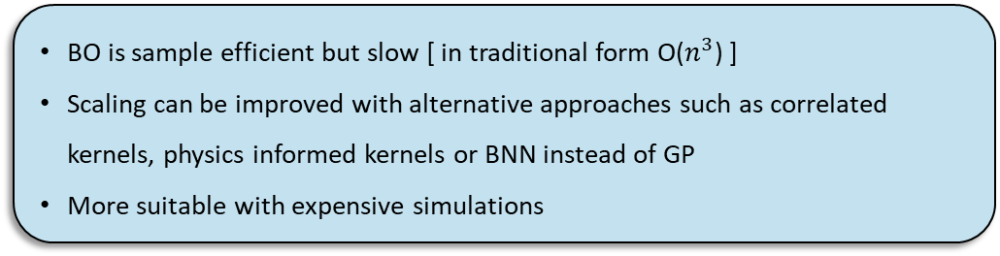 • BO is sample efficient but slow [ in traditional form O(n³) ]
• Scaling can be improved with alternative approaches such as correlated
kernels, physics informed kernels or BNN instead of GP
• More suitable with expensive simulations